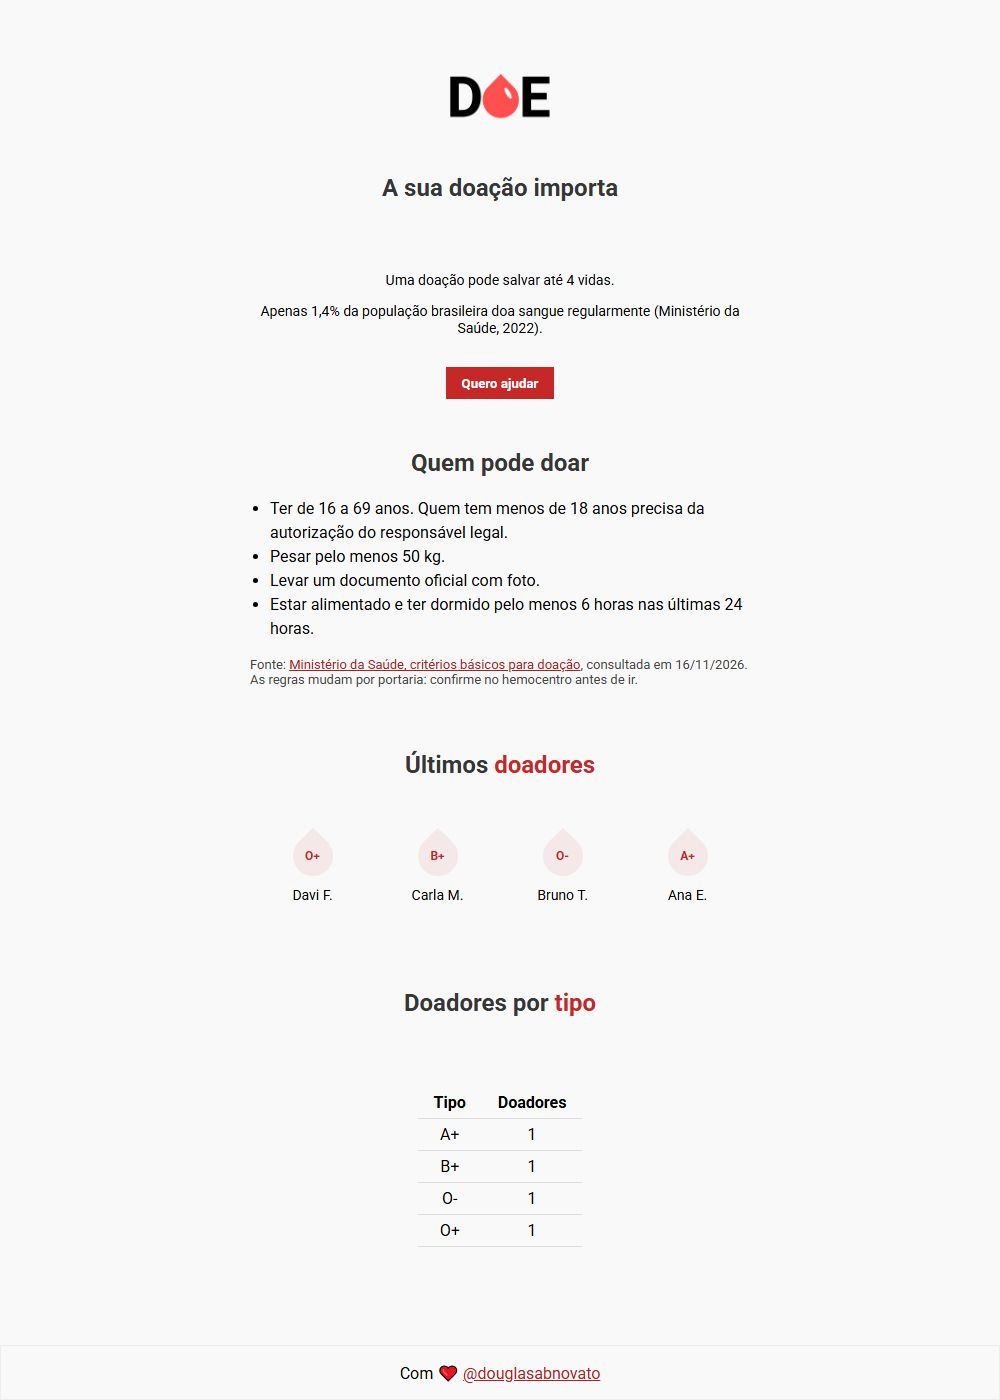 DOE
A sua doação importa
Uma doação pode salvar até 4 vidas.
Apenas 1,4% da população brasileira doa sangue regularmente (Ministério da
Saúde, 2022).
Quero ajudar
Quem pode doar
• Ter de 16 a 69 anos. Quem tem menos de 18 anos precisa da
autorização do responsável legal.
• Pesar pelo menos 50 kg.
• Levar um documento oficial com foto.
• Estar alimentado e ter dormido pelo menos 6 horas nas últimas 24
horas.
Fonte: Ministério da Saúde, critérios básicos para doação, consultada em 16/11/2026.
As regras mudam por portaria: confirme no hemocentro antes de ir.
Últimos doadores
O+ B+ O- A+
Davi F. Carla M. Bruno T. Ana E.
Doadores por tipo
Tipo Doadores
A+ 1
B+ 1
O- 1
O+ 1
Com ❤ @douglasabnovato